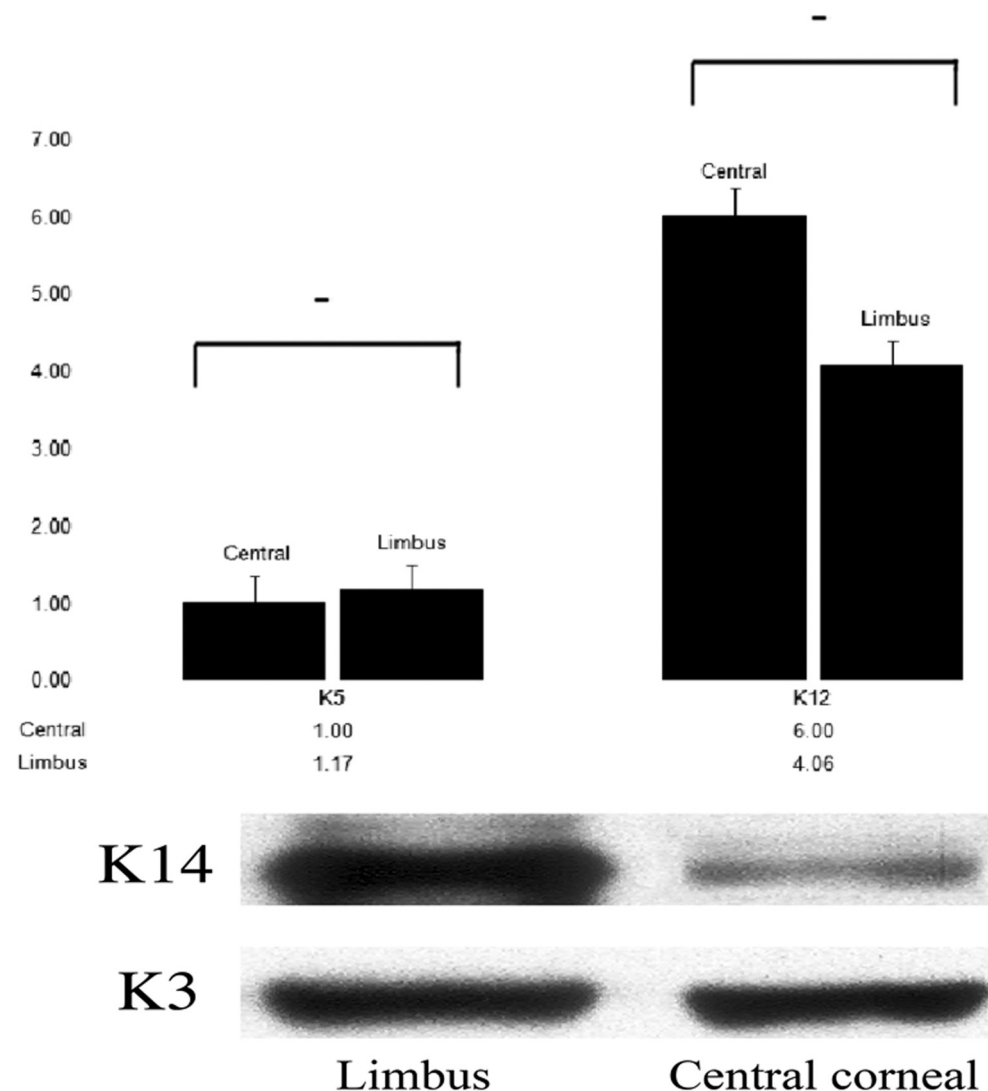 -
7.00
Central
6.00
5.00
-
Limbus
4.00
3.00
2.00
Central Limbus
1.00
0.00
K5 K12
Central 1.00 6.00
Limbus 1.17 4.06
K14
K3
Limbus Central corneal